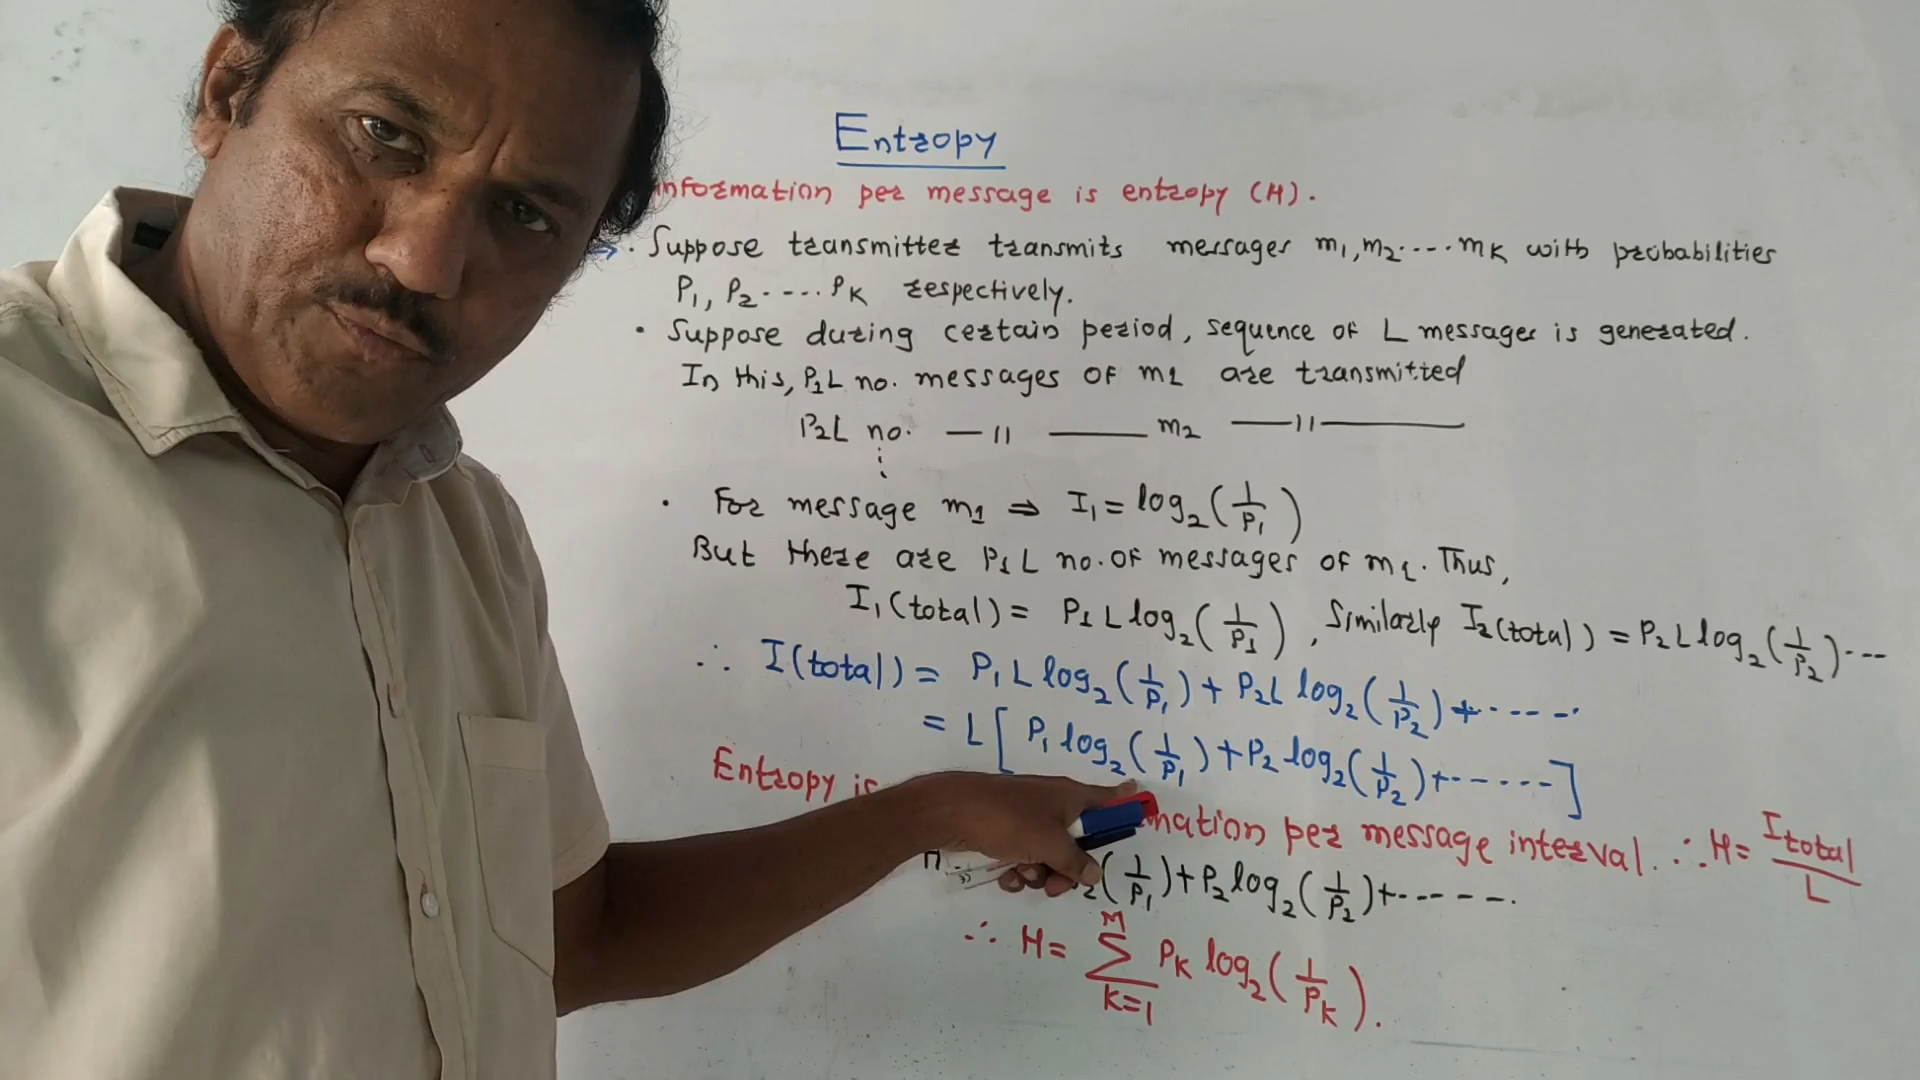 Entropy
information per message is entropy (H).
• Suppose transmitter transmits messages m1, m2.....mK with probabilities
P1, P2.....PK respectively.
• Suppose during certain period, sequence of L messages is generated.
In this, P1L no. messages of m1 are transmitted
P2L no. —〃 —— m2 ——〃——
⋮
• For message m1 ⇒ I1 = log2(1/P1)
But there are P1L no. of messages of m1. Thus,
I1(total) = P1 L log2(1/P1), Similarly I2(total) = P2 L log2(1/P2)---
∴ I(total) = P1 L log2(1/P1) + P2L log2(1/P2) + -----
= L[P1 log2(1/P1) + P2 log2(1/P2) + ------]
Entropy is mation per message interval. ∴ H = Itotal/L
2(1/P1) + P2 log2(1/P2) + ------.
∴ H = Σ_{K=1}^{M} PK log2(1/PK).